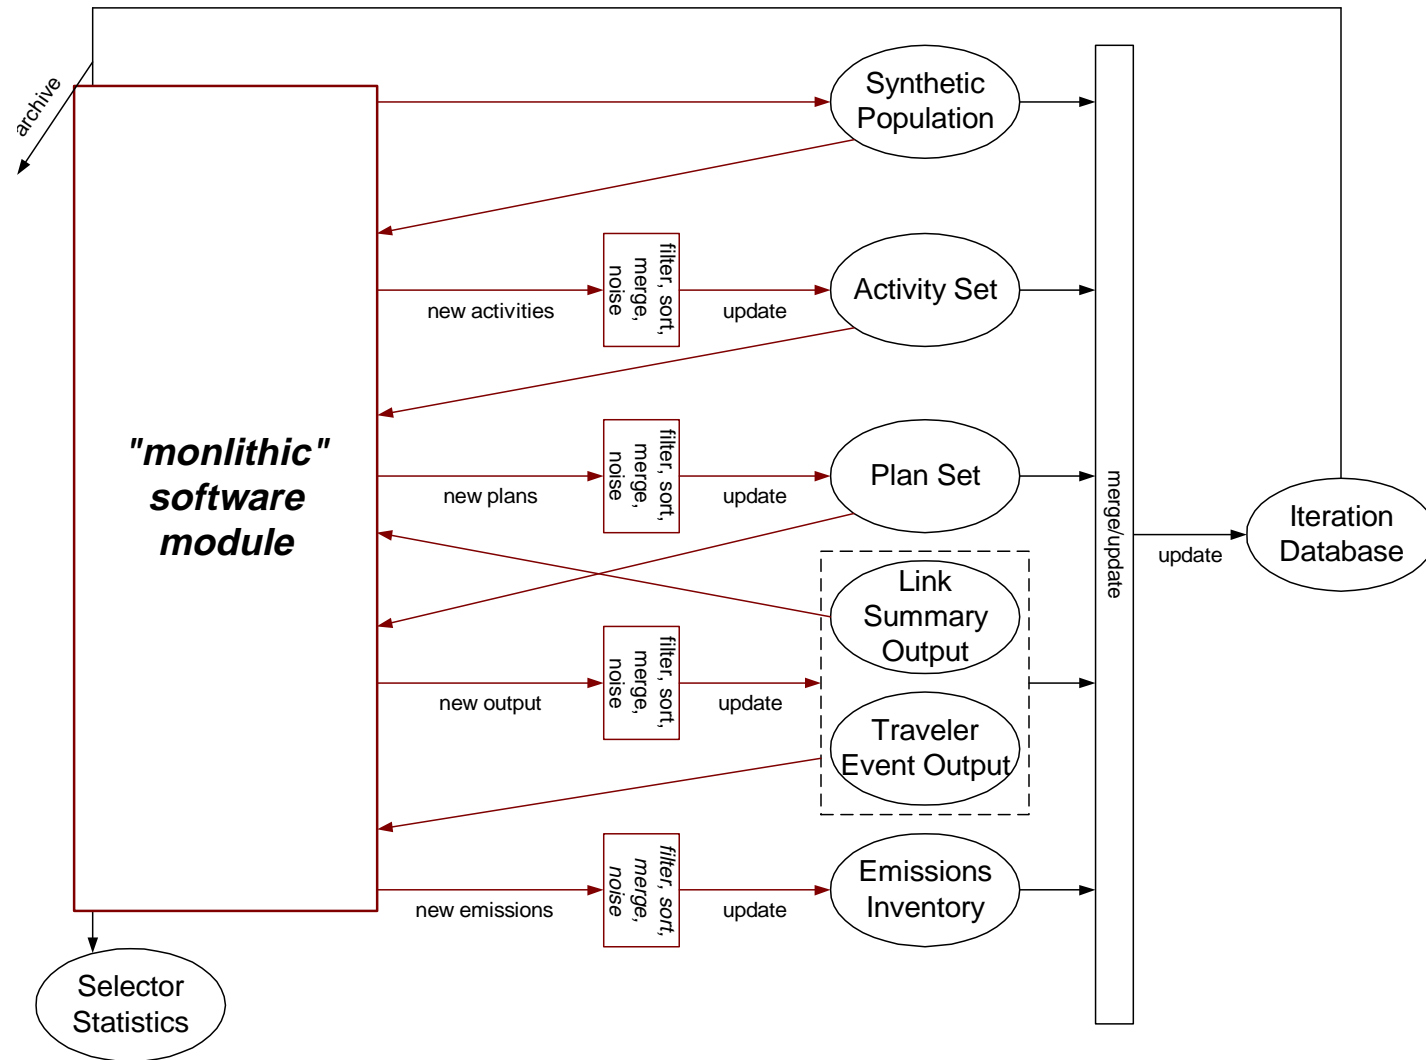 archive
Synthetic
Population
filter, sort,
merge,
noise
new activities
update
Activity Set
"monlithic"
software
module
filter, sort,
merge,
noise
new plans
update
Plan Set
merge/update
update
Iteration
Database
Link
Summary
Output
filter, sort,
merge,
noise
new output
update
Traveler
Event Output
filter, sort,
merge,
noise
new emissions
update
Emissions
Inventory
Selector
Statistics